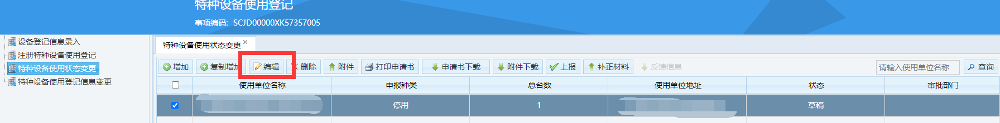 特种设备使用登记
事项编码: SCJD00000XK57357005
设备登记信息录入
注册特种设备使用登记
特种设备使用状态变更
特种设备使用登记信息变更
特种设备使用状态变更
增加 复制增加 编辑 删除 附件 打印申请书 申请书下载 附件下载 上报 补正材料 反馈信息 请输入使用单位名称 查询
使用单位名称 申报种类 总台数 使用单位地址 状态 审批部门
停用 1 草稿